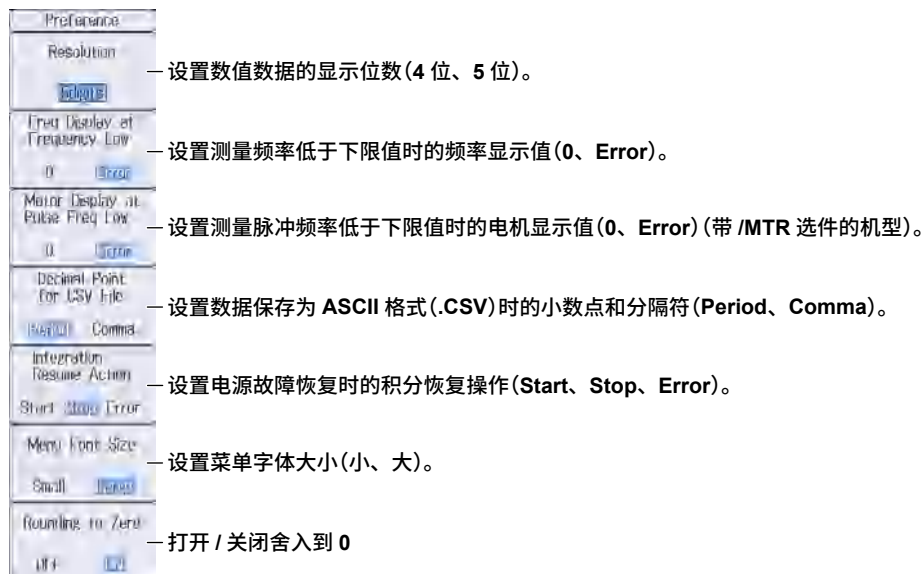 Preference
Resolution
设置数值数据的显示位数(4 位、5 位)。
5digits
Freq Display at
Frequency Low
设置测量频率低于下限值时的频率显示值(0、Error)。
0 Error
Motor Display at
Pulse Freq Low
设置测量脉冲频率低于下限值时的电机显示值(0、Error)(带 /MTR 选件的机型)。
0 Error
Decimal Point
for CSV File
设置数据保存为 ASCII 格式(.CSV)时的小数点和分隔符(Period、Comma)。
Period Comma
Integration
Resume Action
设置电源故障恢复时的积分恢复操作(Start、Stop、Error)。
Start Stop Error
Menu Font Size
设置菜单字体大小(小、大)。
Small Large
Rounding to Zero
打开 / 关闭舍入到 0
OFF ON